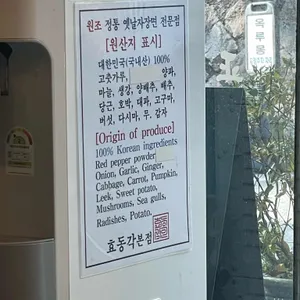 원조 정통 옛날자장면 전문점
[원산지 표시]
대한민국(국내산) 100%
고춧가루, 양파,
마늘, 생강, 양배추, 배추,
당근, 호박, 대파, 고구마,
버섯, 다시마, 무, 감자
[Origin of produce]
100% Korean ingredients
Red pepper powder
Onion, Garlic, Ginger,
Cabbage, Carrot, Pumpkin,
Leek, Sweet potato,
Mushrooms, Sea gulls,
Radishes, Potato.
효동각본점
옥루몽